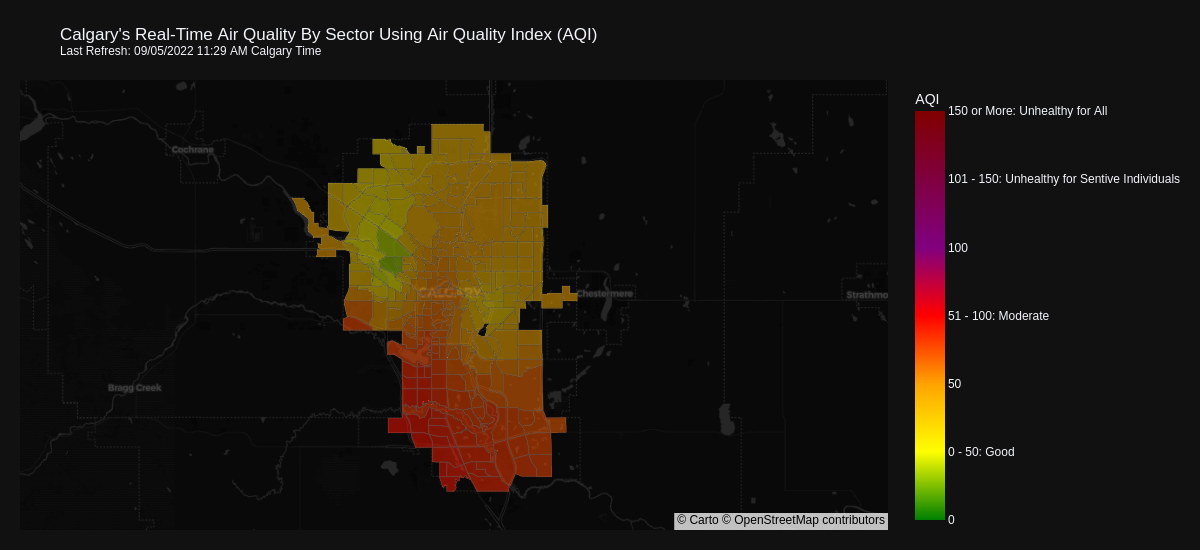 Calgary's Real-Time Air Quality By Sector Using Air Quality Index (AQI)
Last Refresh: 09/05/2022 11:29 AM Calgary Time
AQI
150 or More: Unhealthy for All
Cochrane
101 - 150: Unhealthy for Sentive Individuals
100
CALGARY
Chestermere
Strathmo
51 - 100: Moderate
Bragg Creek
50
0 - 50: Good
0
© Carto © OpenStreetMap contributors